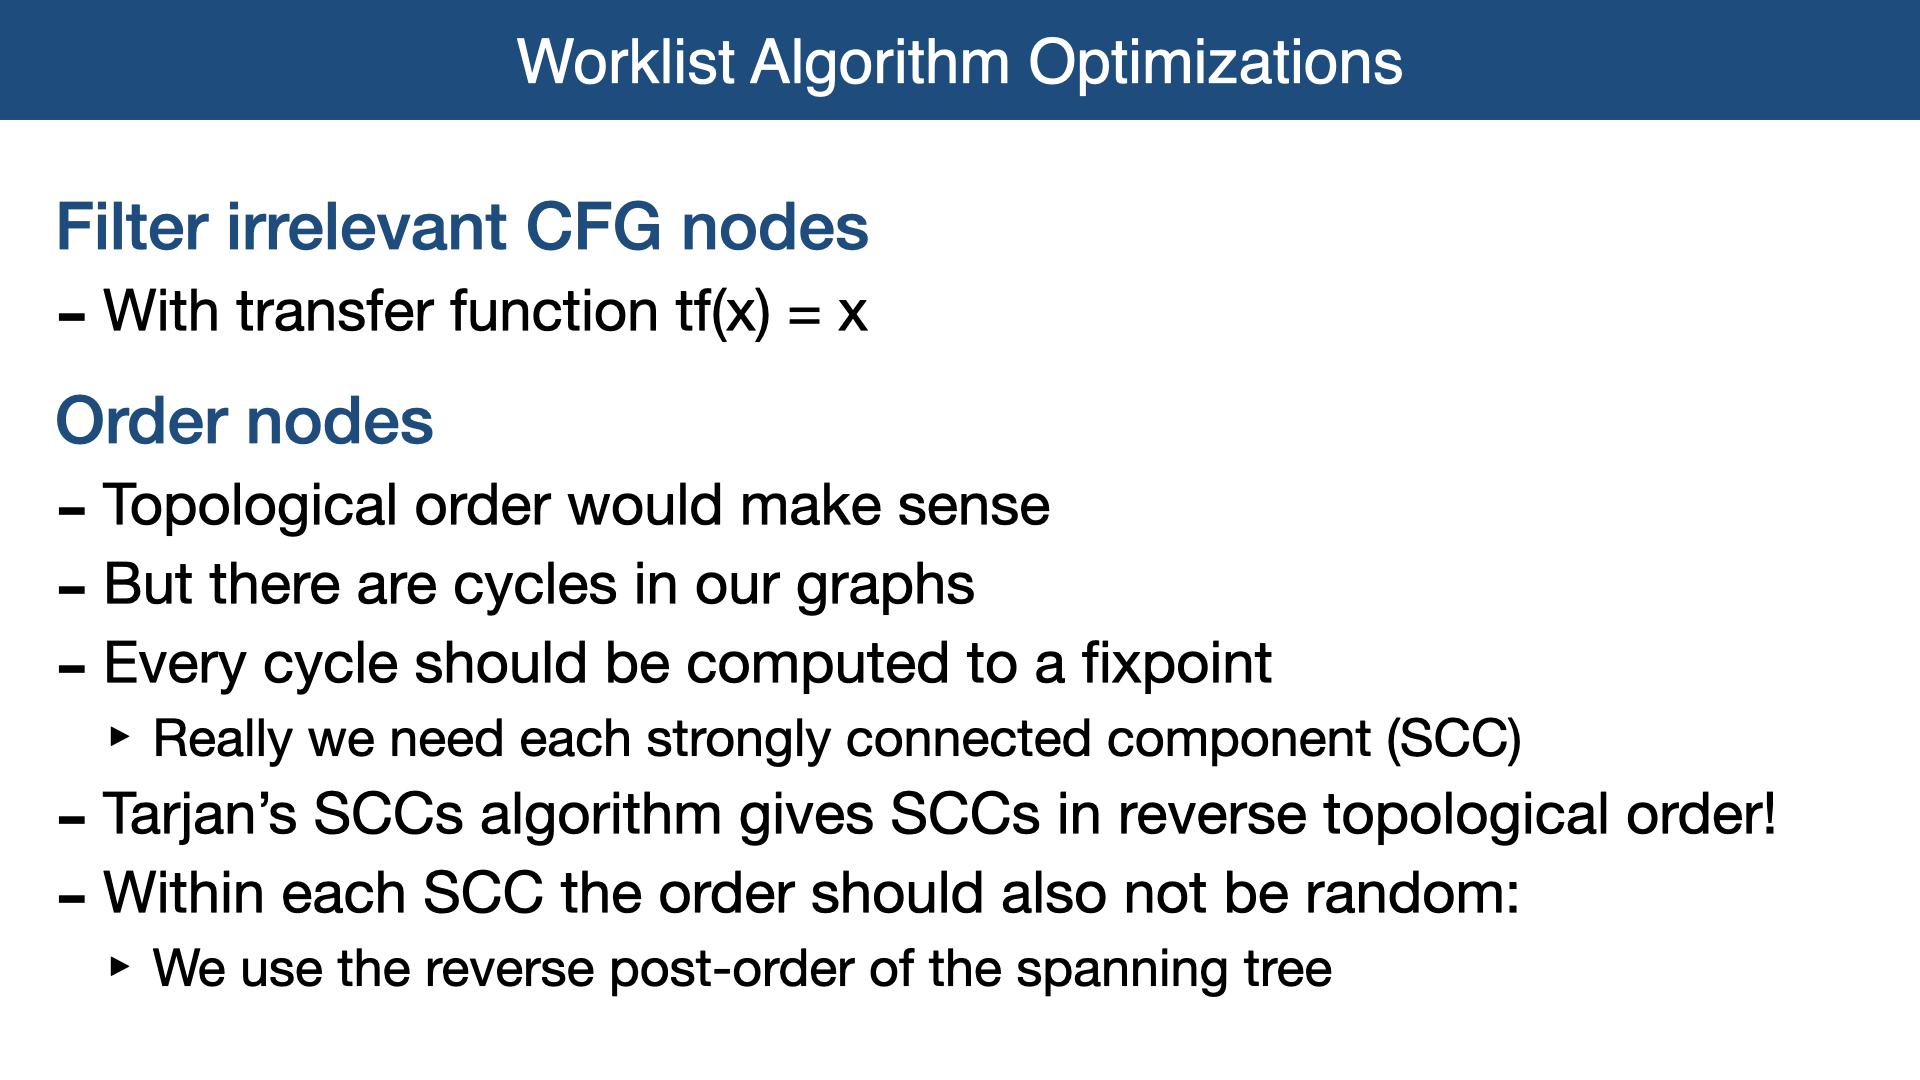 Worklist Algorithm Optimizations
Filter irrelevant CFG nodes
- With transfer function tf(x) = x
Order nodes
- Topological order would make sense
- But there are cycles in our graphs
- Every cycle should be computed to a fixpoint
‣ Really we need each strongly connected component (SCC)
- Tarjan’s SCCs algorithm gives SCCs in reverse topological order!
- Within each SCC the order should also not be random:
‣ We use the reverse post-order of the spanning tree